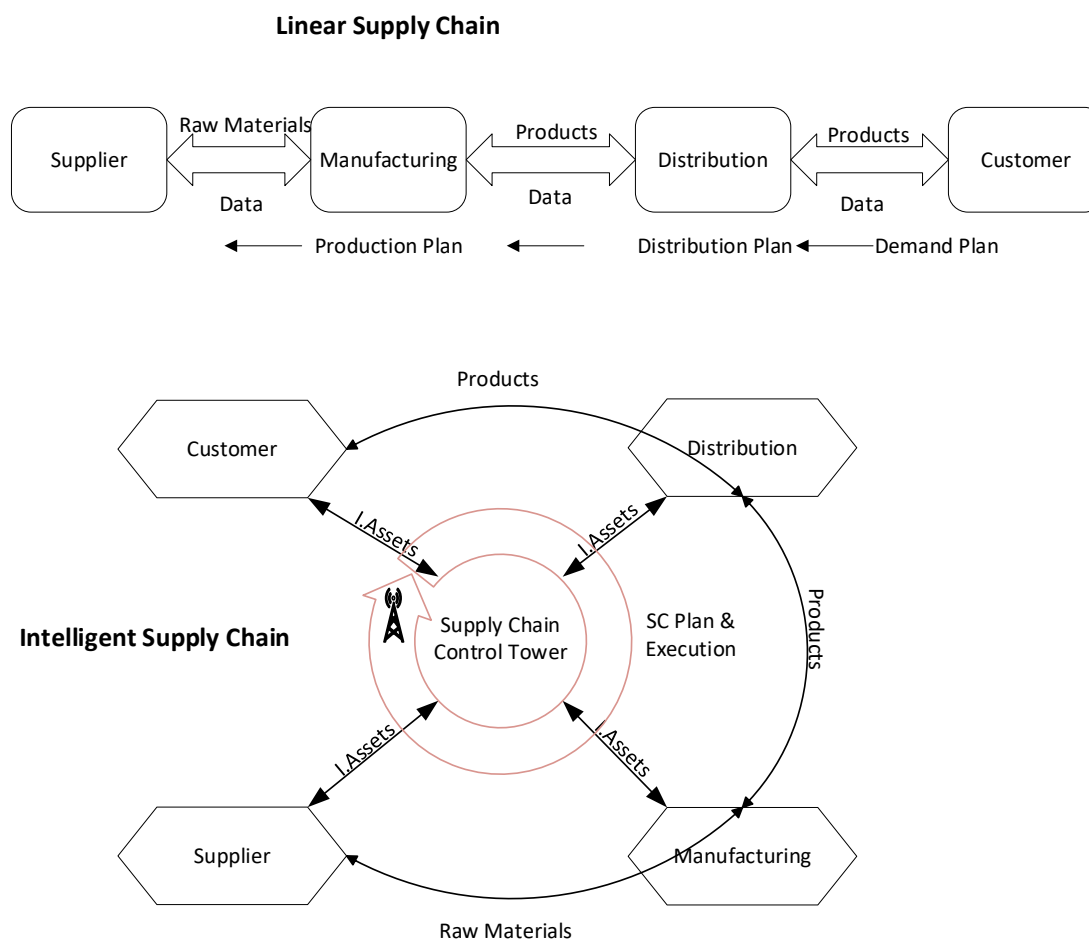 Linear Supply Chain
Supplier
Raw Materials
Data
Manufacturing
Products
Data
Distribution
Products
Data
Customer
Production Plan
Distribution Plan
Demand Plan
Products
Customer
Distribution
I.Assets
I.Assets
Intelligent Supply Chain
Supply Chain
Control Tower
SC Plan &
Execution
Products
I.Assets
I.Assets
Supplier
Manufacturing
Raw Materials